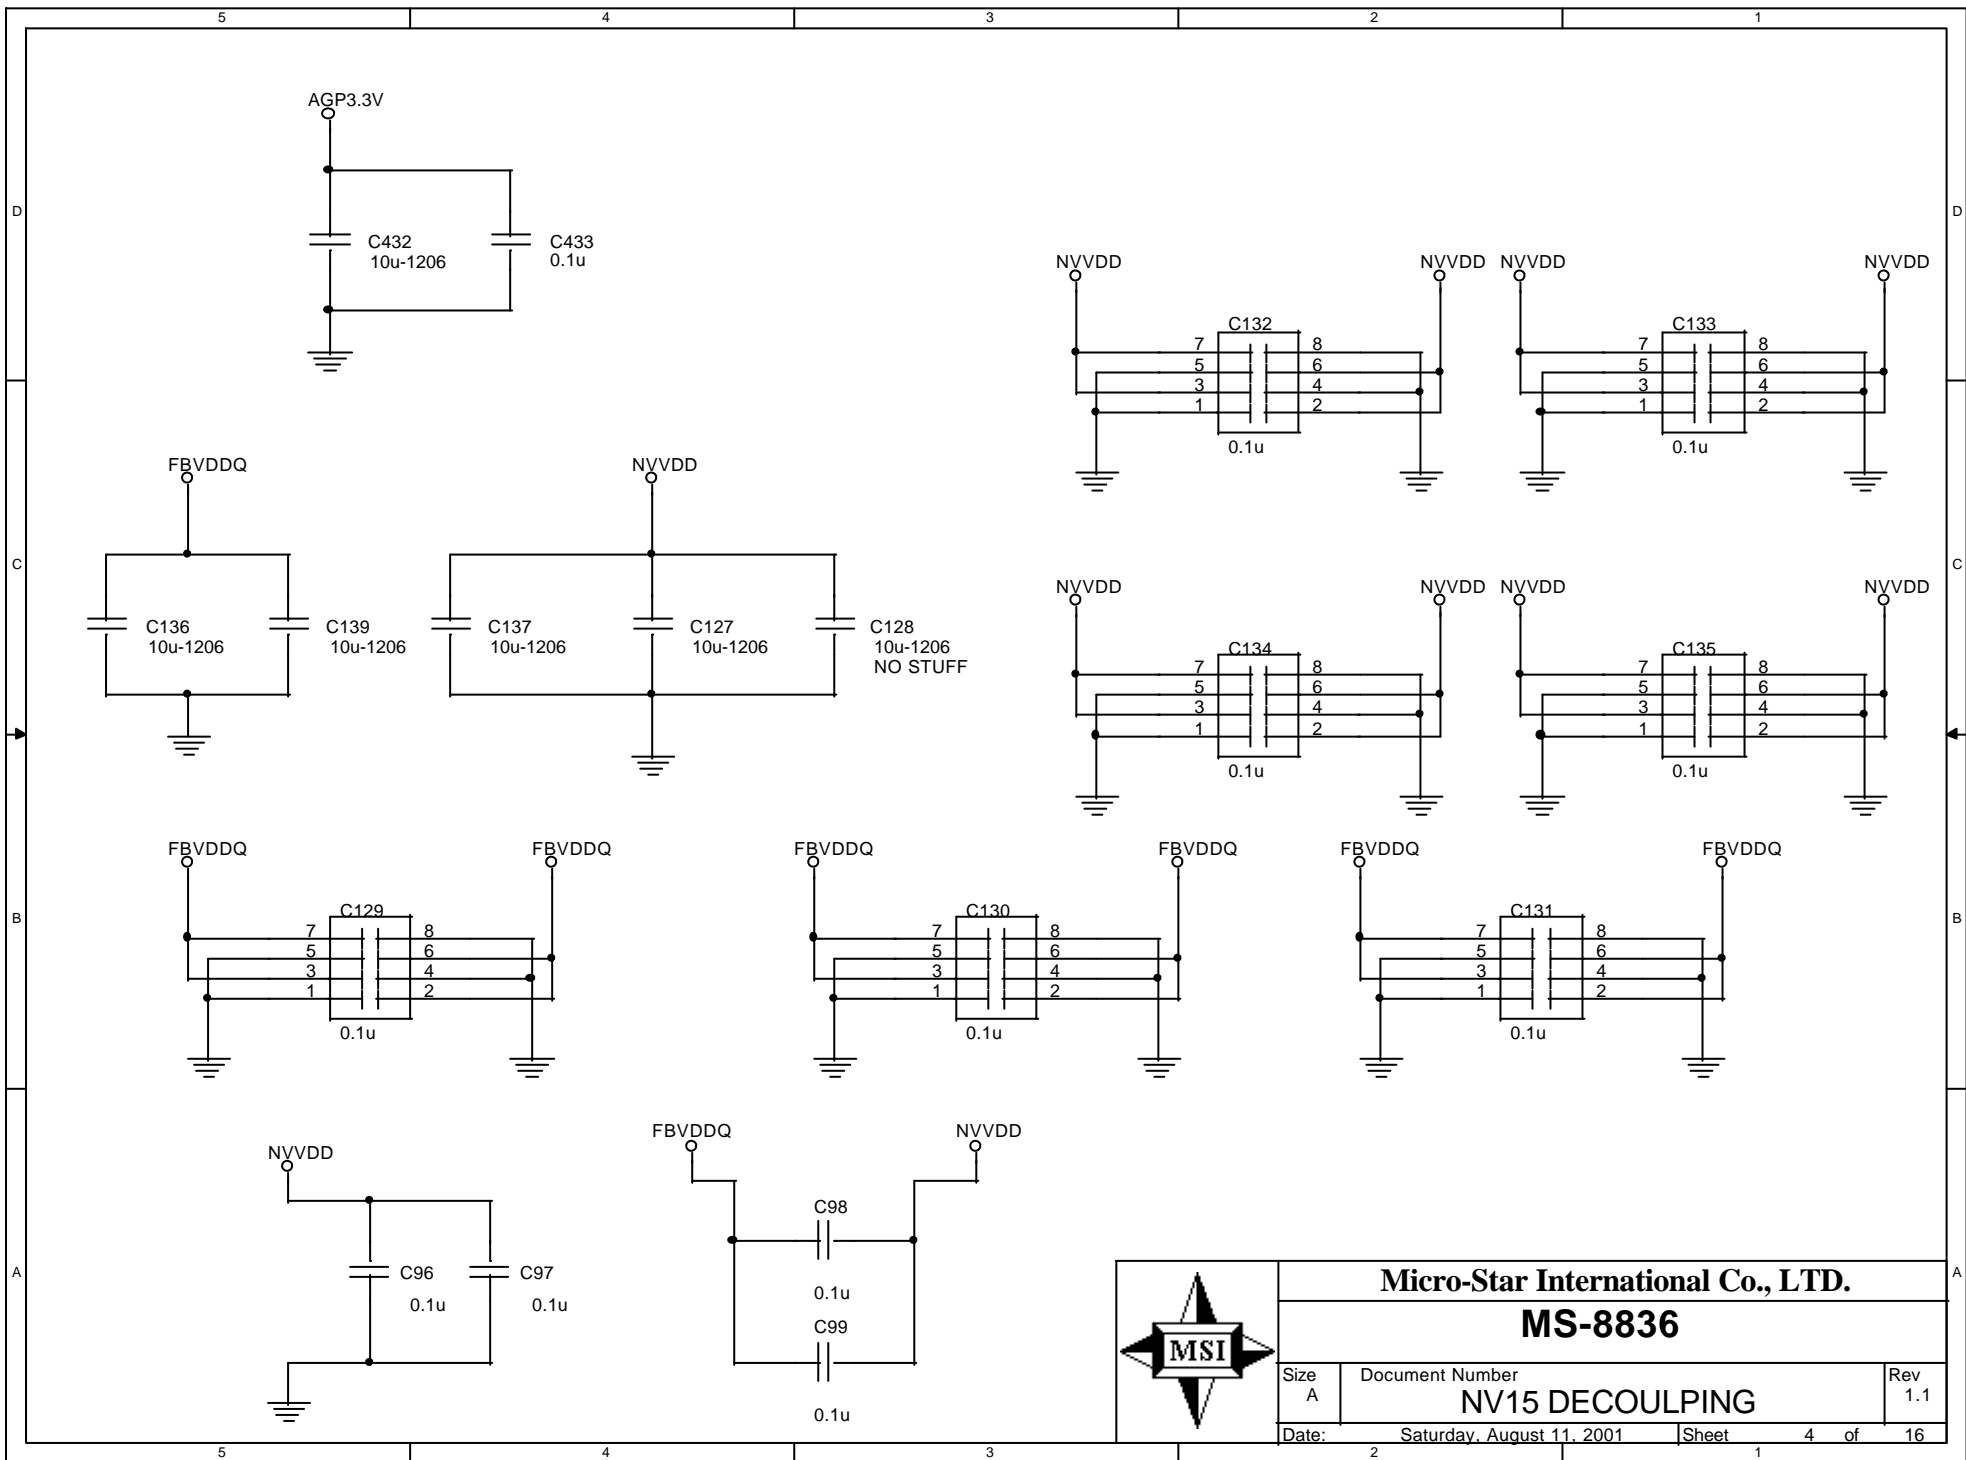 5 4 3 2 1
AGP3.3V
D D
C432
10u-1206
C433
0.1u
NVVDD NVVDD NVVDD NVVDD
C132
7 8
5 6
3 4
1 2
0.1u
C133
7 8
5 6
3 4
1 2
0.1u
FBVDDQ
NVVDD
C C
C136
10u-1206
C139
10u-1206
C137
10u-1206
C127
10u-1206
C128
10u-1206
NO STUFF
NVVDD NVVDD NVVDD NVVDD
C134
7 8
5 6
3 4
1 2
0.1u
C135
7 8
5 6
3 4
1 2
0.1u
FBVDDQ FBVDDQ FBVDDQ FBVDDQ FBVDDQ FBVDDQ
B B
C129
7 8
5 6
3 4
1 2
0.1u
C130
7 8
5 6
3 4
1 2
0.1u
C131
7 8
5 6
3 4
1 2
0.1u
NVVDD
FBVDDQ NVVDD
A A
C96
0.1u
C97
0.1u
C98
0.1u
C99
0.1u
MSI
Micro-Star International Co., LTD.
MS-8836
Size
A
Document Number
NV15 DECOULPING
Rev
1.1
Date: Saturday, August 11, 2001 Sheet 4 of 16
5 4 3 2 1